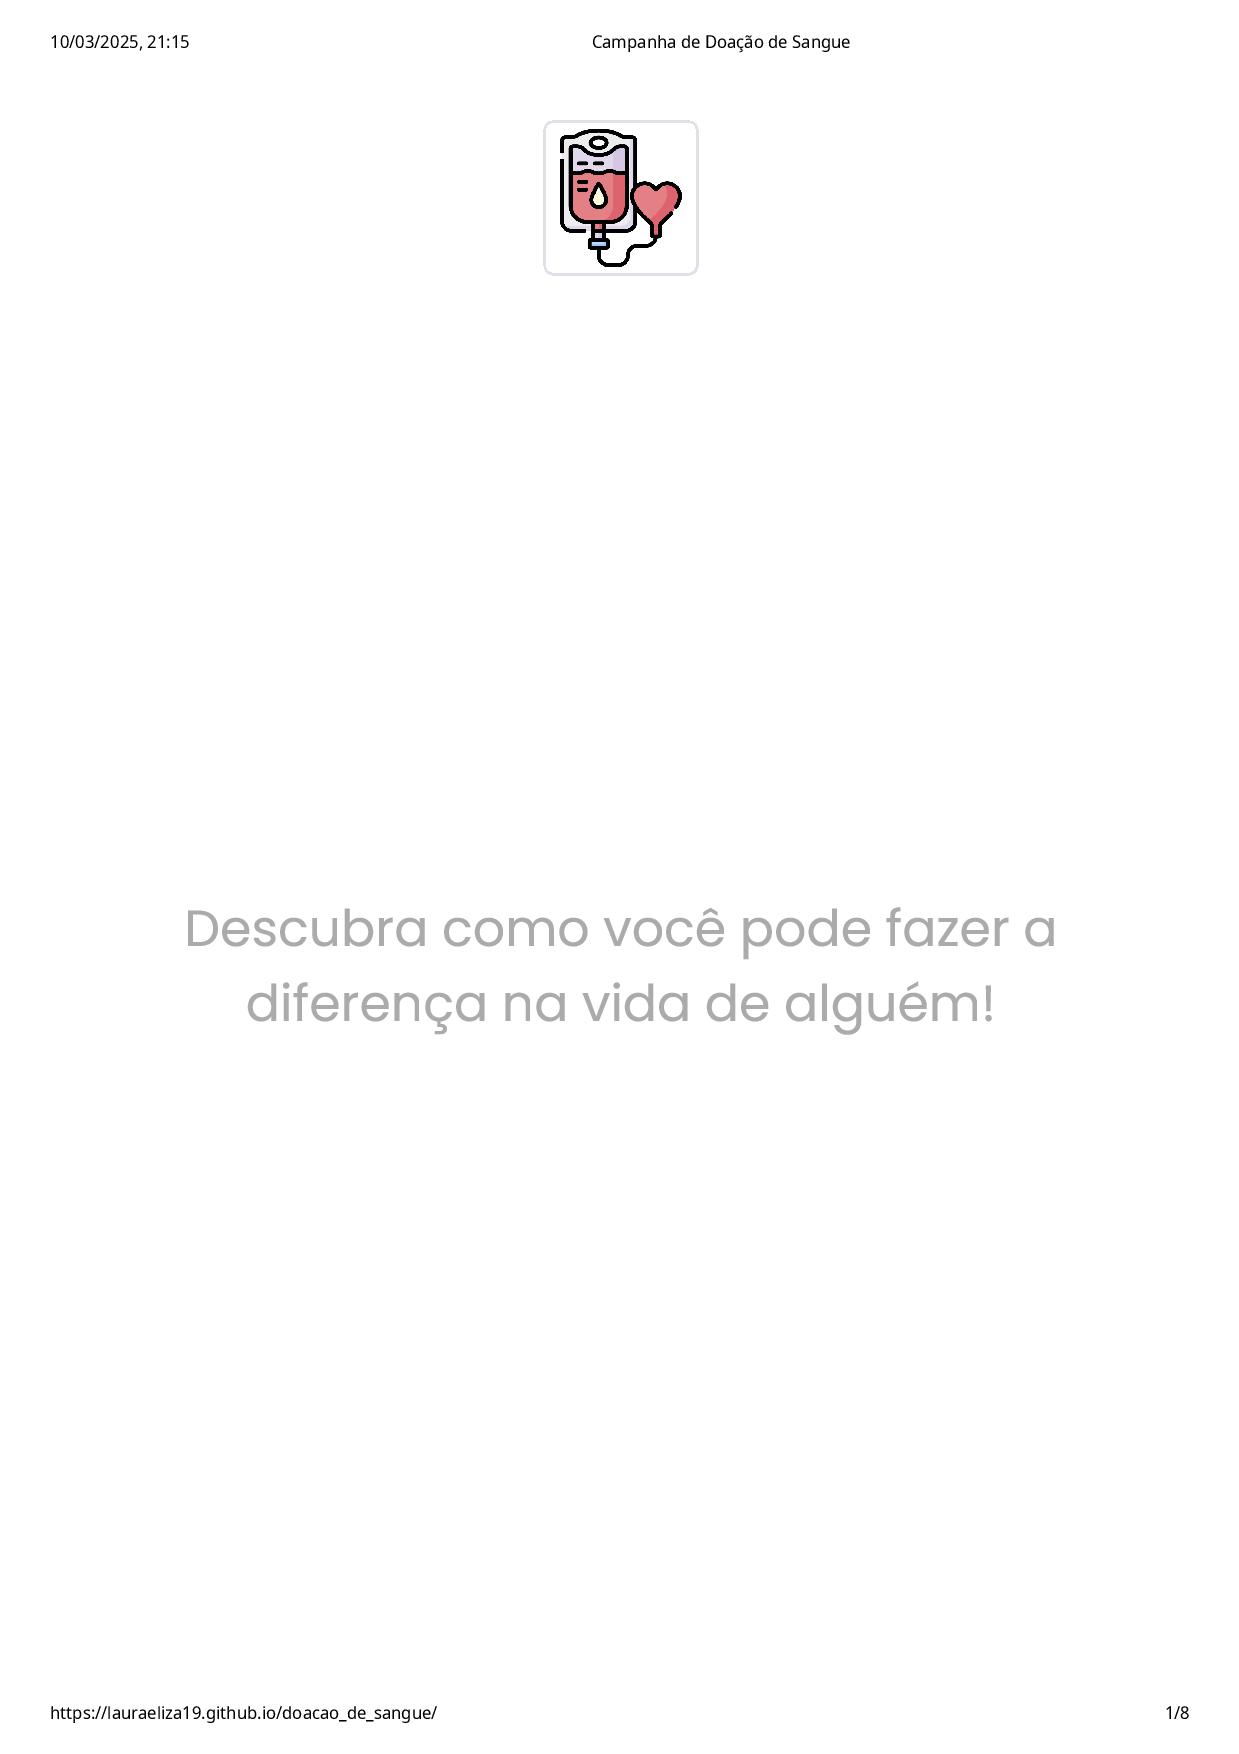 10/03/2025, 21:15 Campanha de Doação de Sangue
Descubra como você pode fazer a
diferença na vida de alguém!
https://lauraeliza19.github.io/doacao_de_sangue/ 1/8